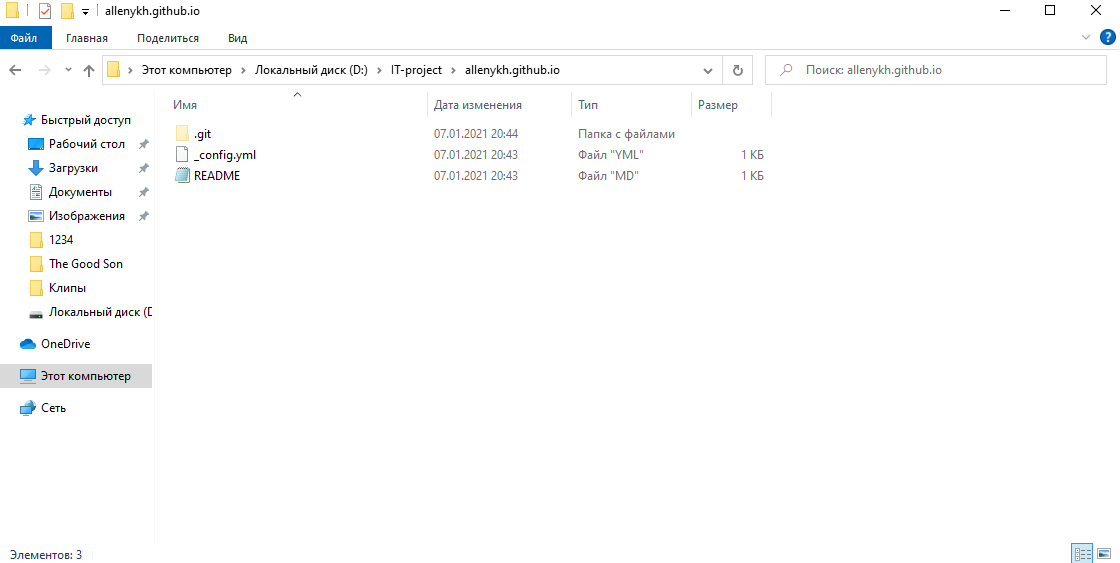 allenykh.github.io
Файл Главная Поделиться Вид
Этот компьютер Локальный диск (D:) IT-project allenykh.github.io Поиск: allenykh.github.io
Имя Дата изменения Тип Размер
.git 07.01.2021 20:44 Папка с файлами
_config.yml 07.01.2021 20:43 Файл "YML" 1 КБ
README 07.01.2021 20:43 Файл "MD" 1 КБ
Быстрый доступ
Рабочий стол
Загрузки
Документы
Изображения
1234
The Good Son
Клипы
Локальный диск (D
OneDrive
Этот компьютер
Сеть
Элементов: 3